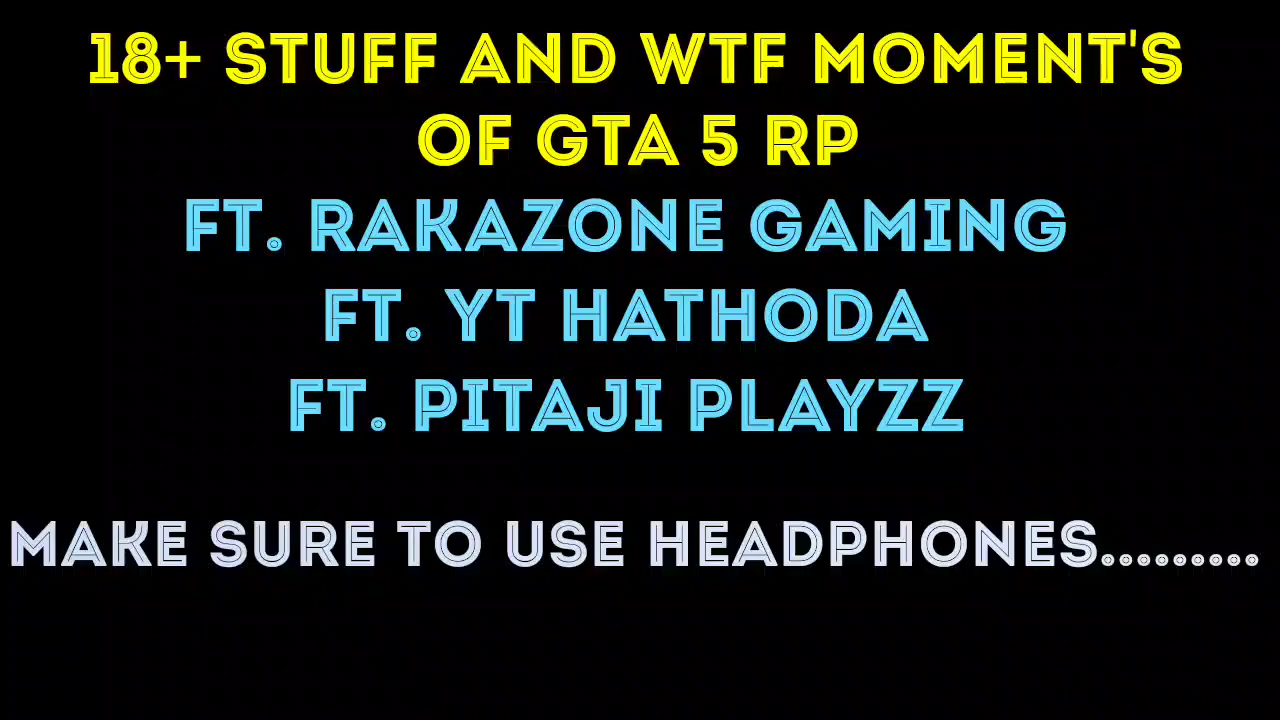 18+ STUFF AND WTF MOMENT'S
OF GTA 5 RP
FT. RAKAZONE GAMING
FT. YT HATHODA
FT. PITAJI PLAYZZ
MAKE SURE TO USE HEADPHONES.........